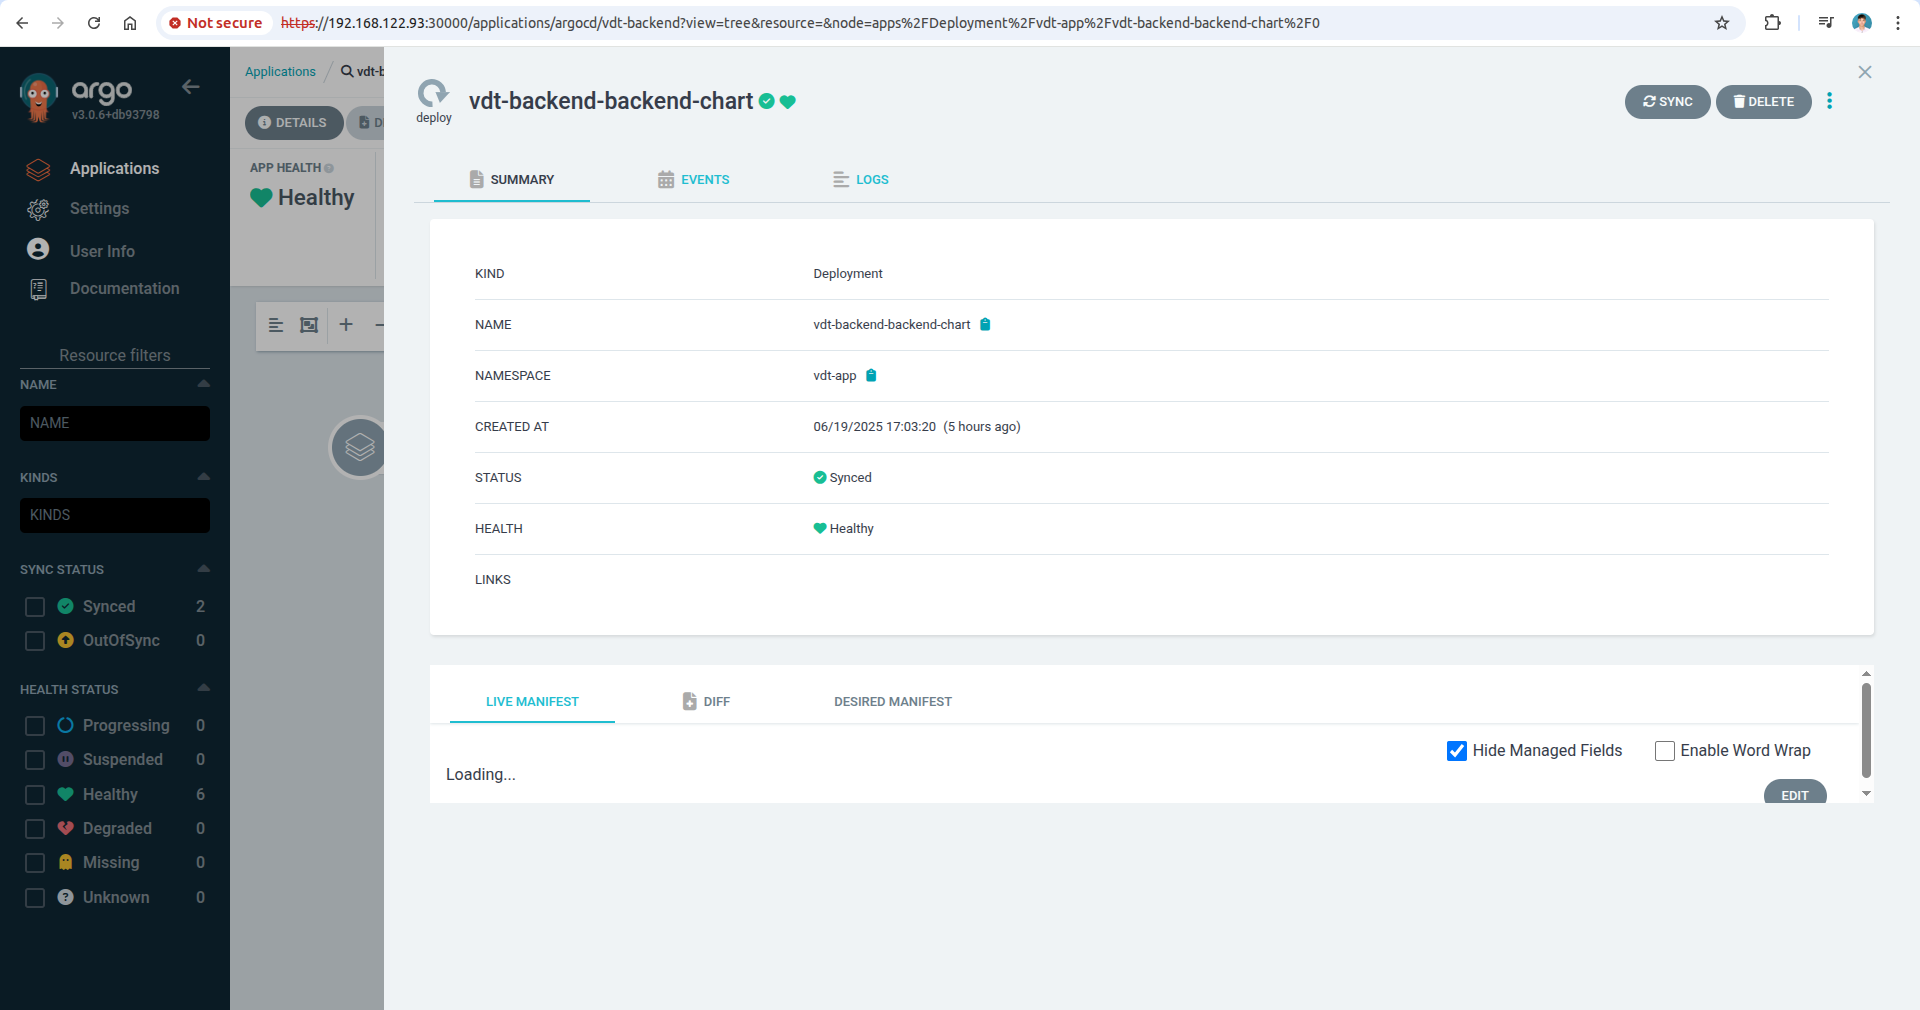 Not secure
https://192.168.122.93:30000/applications/argocd/vdt-backend?view=tree&resource=&node=apps%2FDeployment%2Fvdt-app%2Fvdt-backend-backend-chart%2F0
argo
v3.0.6+db93798
Applications
Settings
User Info
Documentation
Resource filters
NAME
NAME
KINDS
KINDS
SYNC STATUS
Synced 2
OutOfSync 0
HEALTH STATUS
Progressing 0
Suspended 0
Healthy 6
Degraded 0
Missing 0
Unknown 0
Applications / vdt-b
DETAILS D
APP HEALTH
Healthy
deploy
vdt-backend-backend-chart
SYNC DELETE
SUMMARY EVENTS LOGS
KIND Deployment
NAME vdt-backend-backend-chart
NAMESPACE vdt-app
CREATED AT 06/19/2025 17:03:20 (5 hours ago)
STATUS Synced
HEALTH Healthy
LINKS
LIVE MANIFEST DIFF DESIRED MANIFEST
Hide Managed Fields Enable Word Wrap
Loading...
EDIT